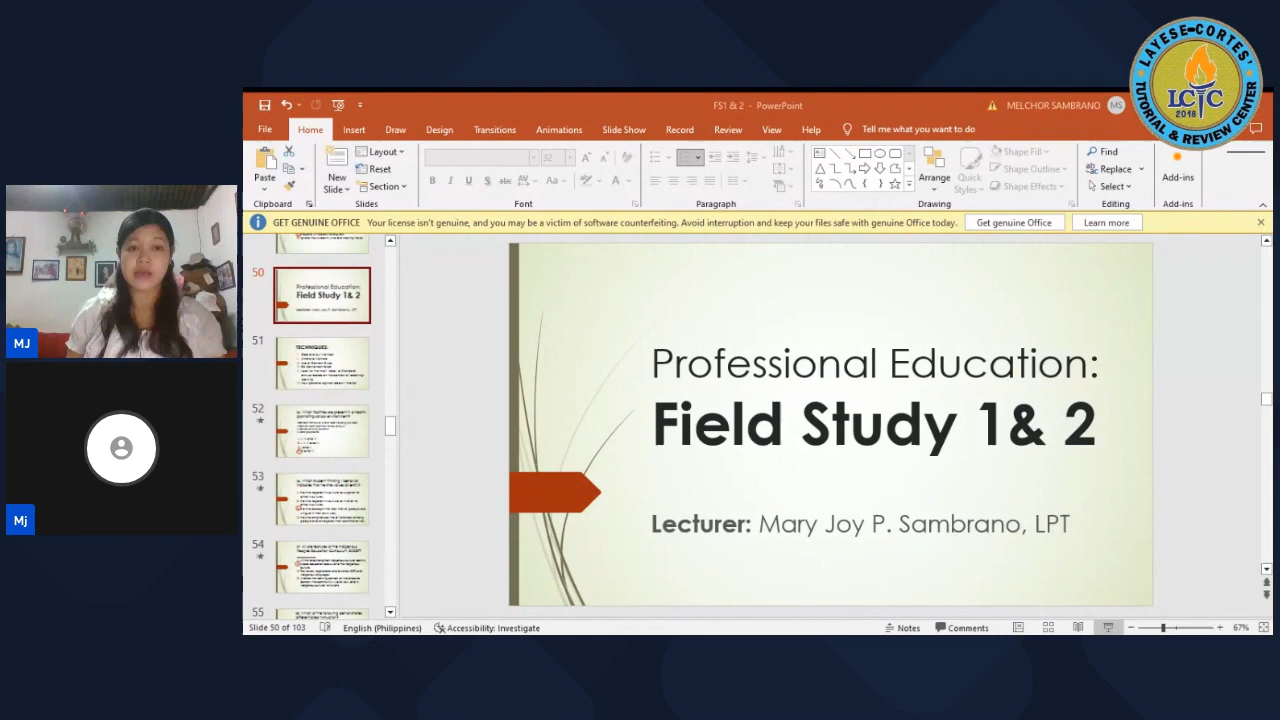 LAYESE-CORTES'
LCTC
2018
TUTORIAL & REVIEW CENTER
FS1 & 2 - PowerPoint
MELCHOR SAMBRANO
MS
File
Home
Insert
Draw
Design
Transitions
Animations
Slide Show
Record
Review
View
Help
Tell me what you want to do
Paste
New
Slide
Layout
Reset
Section
32
B
I
U
S
abc
AV
Aa
A
Shape Fill
Shape Outline
Shape Effects
Arrange
Quick
Styles
Find
Replace
Select
Add-ins
Clipboard
Slides
Font
Paragraph
Drawing
Editing
Add-ins
GET GENUINE OFFICE Your license isn't genuine, and you may be a victim of software counterfeiting. Avoid interruption and keep your files safe with genuine Office today.
Get genuine Office
Learn more
50
Professional Education:
Field Study 1& 2
51
TECHNIQUES:
52
53
54
55
Professional Education:
Field Study 1& 2
Lecturer: Mary Joy P. Sambrano, LPT
MJ
Mj
Slide 50 of 103
English (Philippines)
Accessibility: Investigate
Notes
Comments
67%